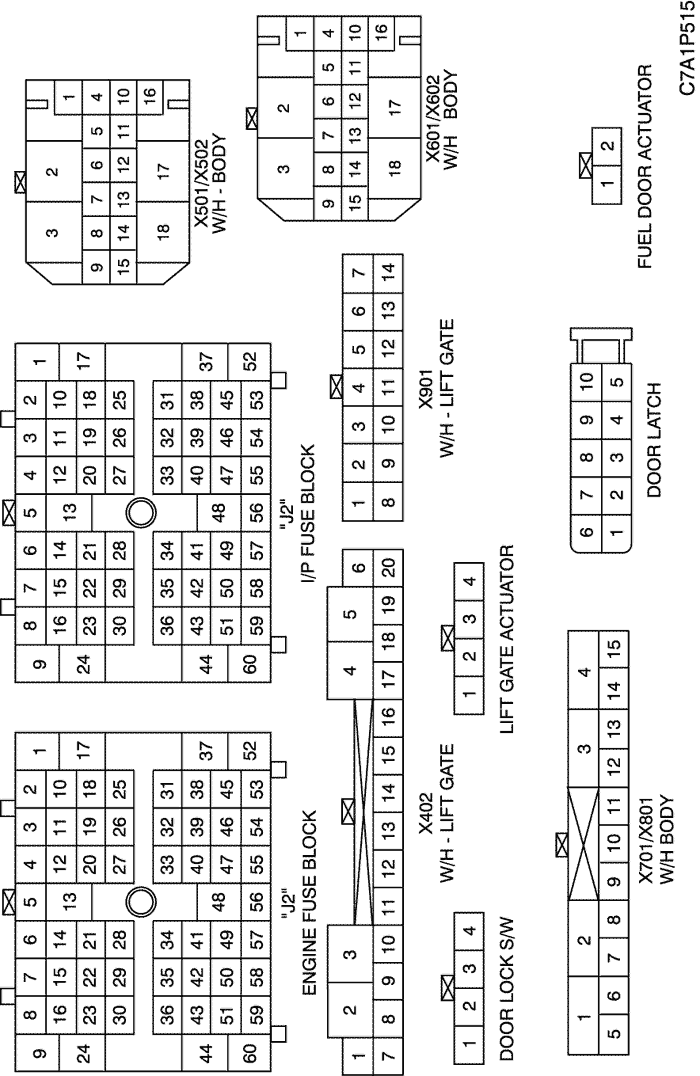 9 8 7 6 5 4 3 2 1
16 15 14 13 12 11 10
24 23 22 21 20 19 18 17
30 29 28 27 26 25
36 35 34 33 32 31
44 43 42 41 40 39 38 37
51 50 49 48 47 46 45
60 59 58 57 56 55 54 53 52
"J2"
ENGINE FUSE BLOCK
9 8 7 6 5 4 3 2 1
16 15 14 13 12 11 10
24 23 22 21 20 19 18 17
30 29 28 27 26 25
36 35 34 33 32 31
44 43 42 41 40 39 38 37
51 50 49 48 47 46 45
60 59 58 57 56 55 54 53 52
"J2"
I/P FUSE BLOCK
3 2 1
9 8 7 6 5 4
15 14 13 12 11 10
18 17 16
X501/X502
W/H - BODY
3 2 1
9 8 7 6 5 4
15 14 13 12 11 10
18 17 16
X601/X602
W/H BODY
1 2 3 4 5 6
7 8 9 10 11 12 13 14 15 16 17 18 19 20
X402
W/H - LIFT GATE
1 2 3 4 5 6 7
8 9 10 11 12 13 14
X901
W/H - LIFT GATE
1 2 3 4
DOOR LOCK S/W
1 2 3 4
LIFT GATE ACTUATOR
1 2 3 4
5 6 7 8 9 10 11 12 13 14 15
X701/X801
W/H BODY
6 7 8 9 10
1 2 3 4 5
DOOR LATCH
1 2
FUEL DOOR ACTUATOR
C7A1P515